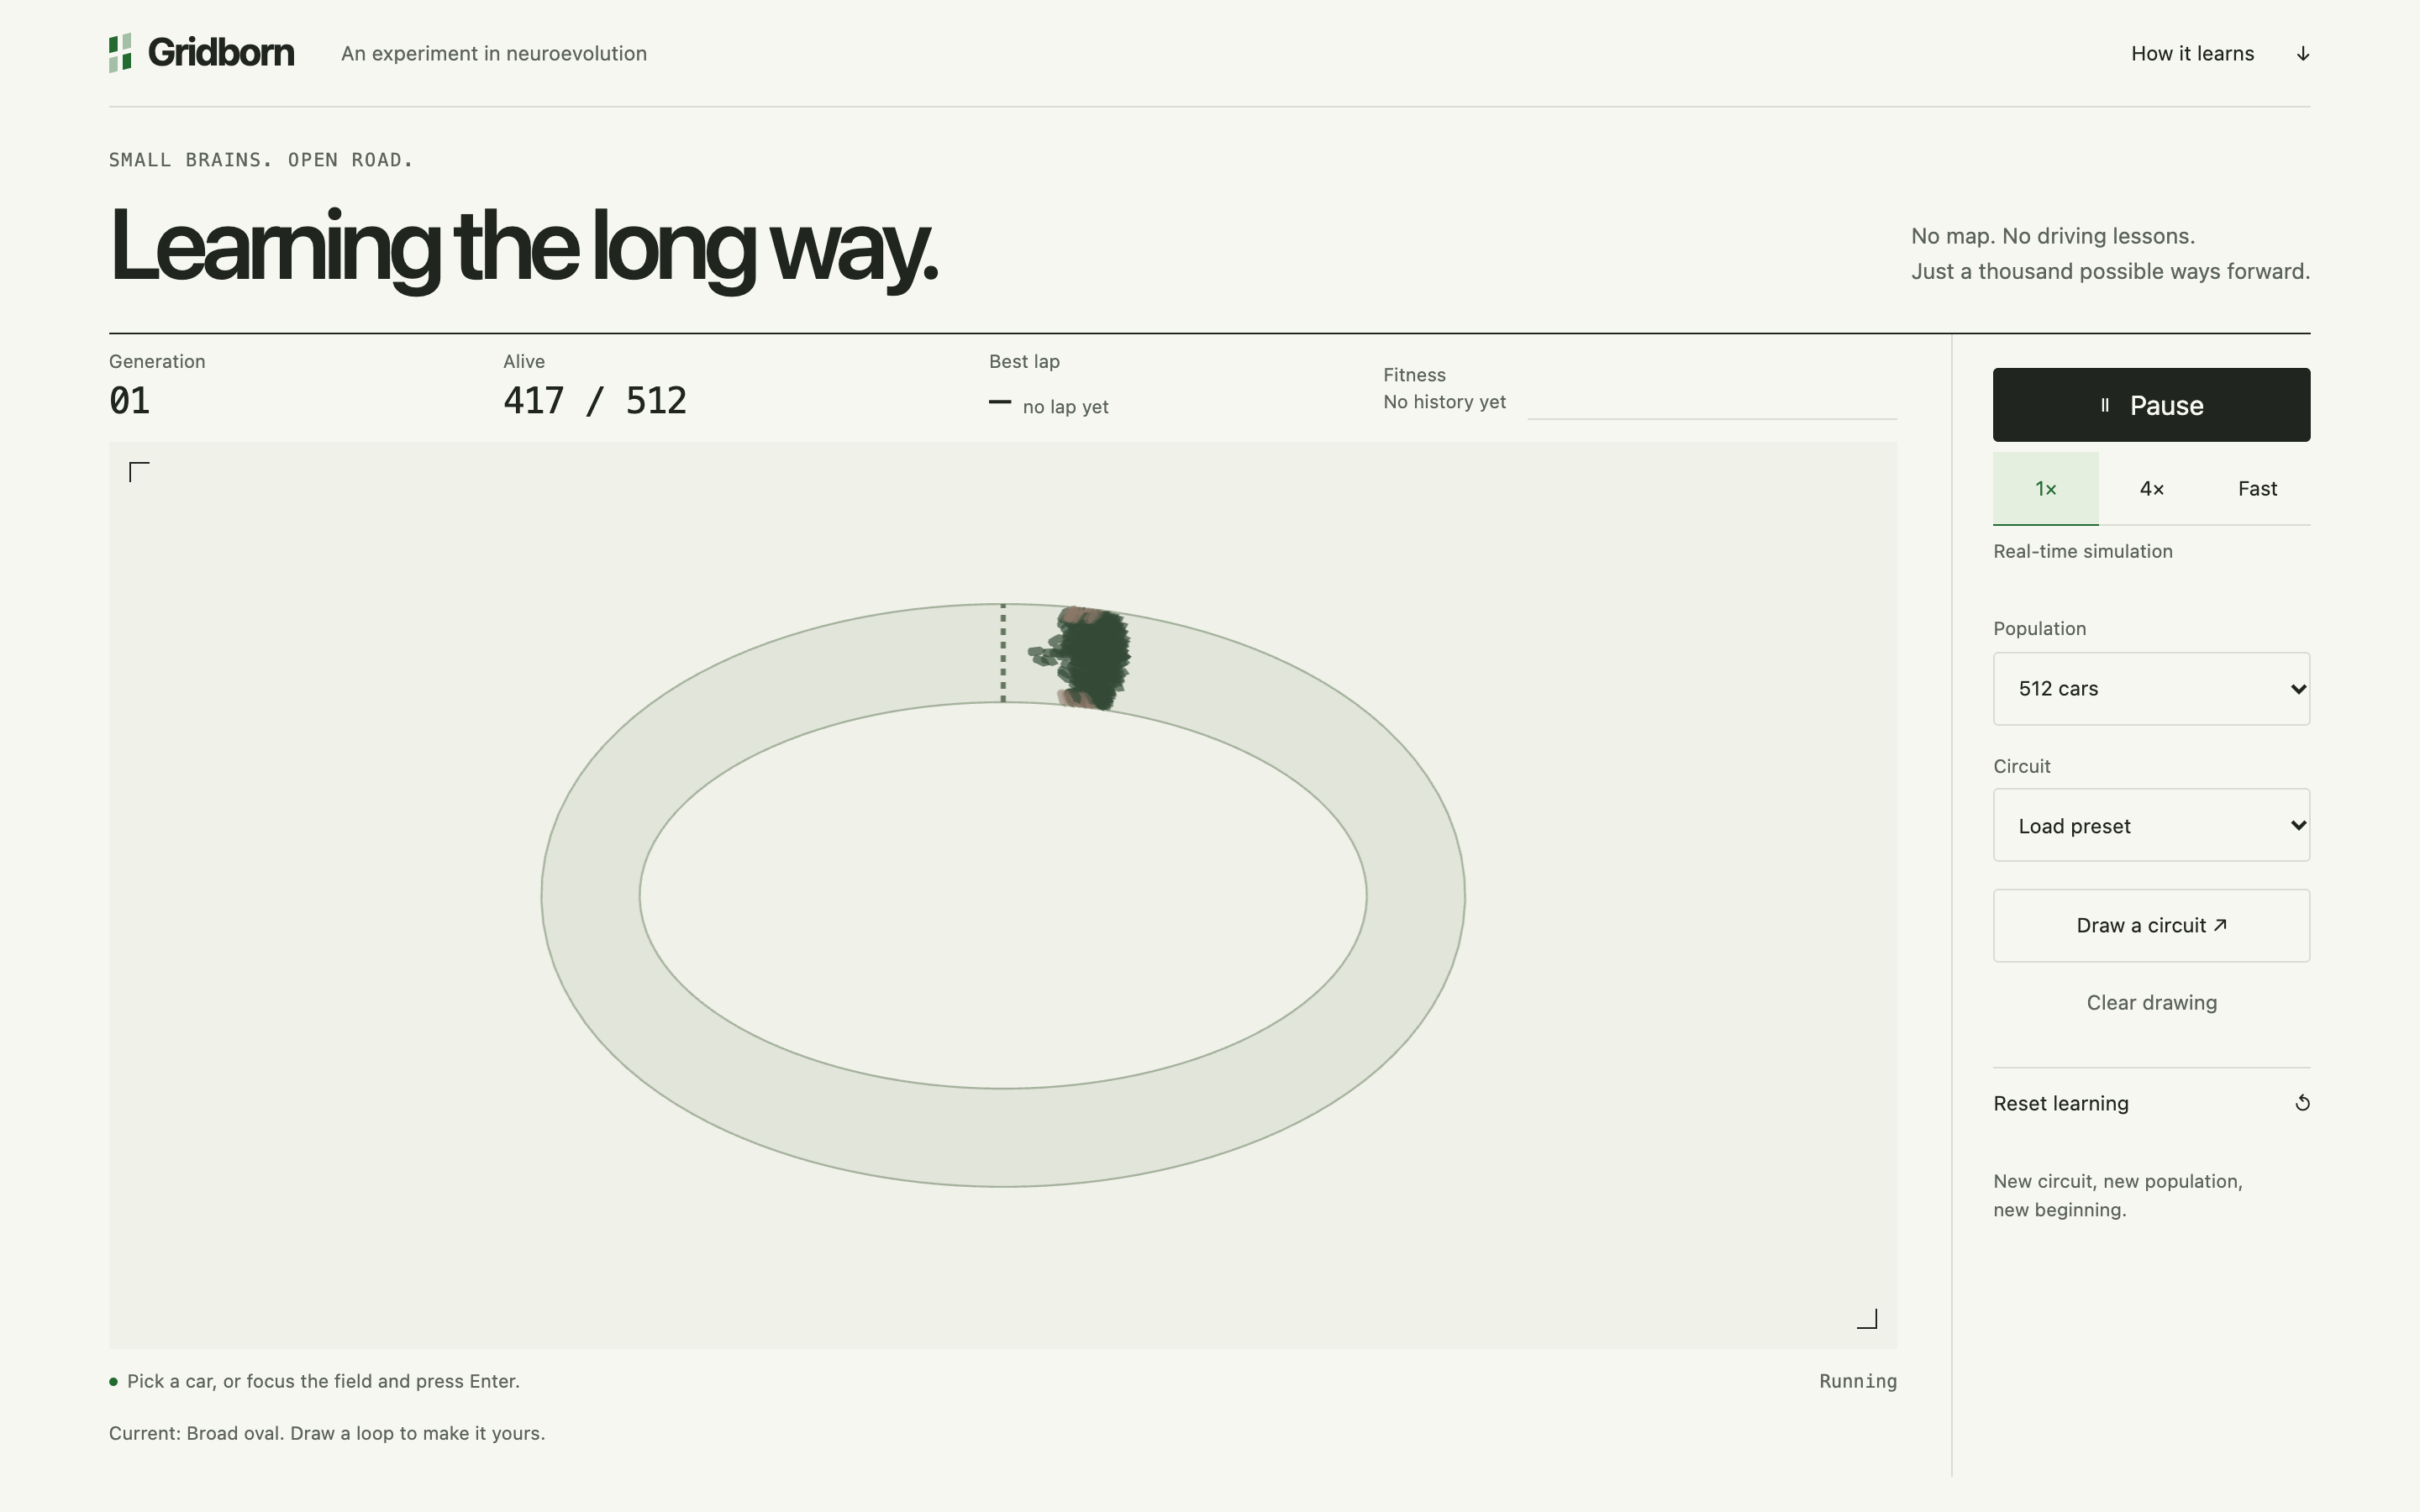 Gridborn
An experiment in neuroevolution
How it learns ↓
SMALL BRAINS. OPEN ROAD.
Learning the long way.
No map. No driving lessons.
Just a thousand possible ways forward.
Generation
01
Alive
417 / 512
Best lap
— no lap yet
Fitness
No history yet
Pause
1× 4× Fast
Real-time simulation
Population
512 cars
Circuit
Load preset
Draw a circuit ↗
Clear drawing
Reset learning
New circuit, new population,
new beginning.
Pick a car, or focus the field and press Enter.
Running
Current: Broad oval. Draw a loop to make it yours.